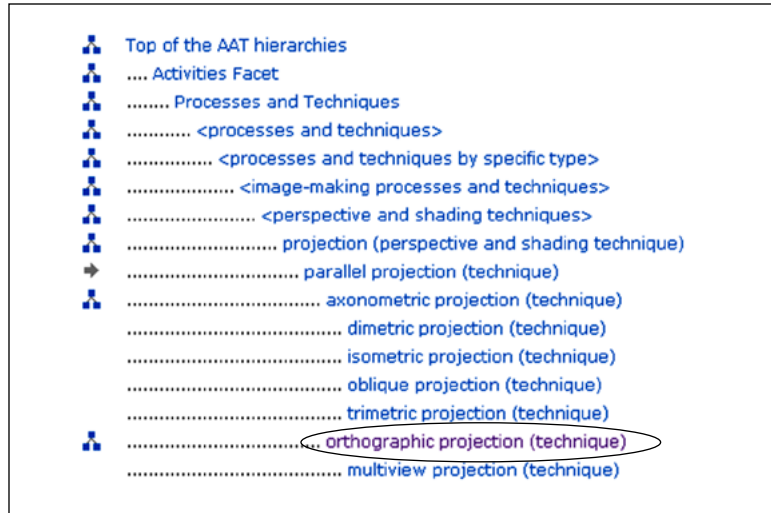 Top of the AAT hierarchies
.... Activities Facet
........ Processes and Techniques
............ <processes and techniques>
................ <processes and techniques by specific type>
.................... <image-making processes and techniques>
........................ <perspective and shading techniques>
............................ projection (perspective and shading technique)
................................ parallel projection (technique)
.................................... axonometric projection (technique)
........................................ dimetric projection (technique)
........................................ isometric projection (technique)
........................................ oblique projection (technique)
........................................ trimetric projection (technique)
.................................... orthographic projection (technique)
........................................ multiview projection (technique)